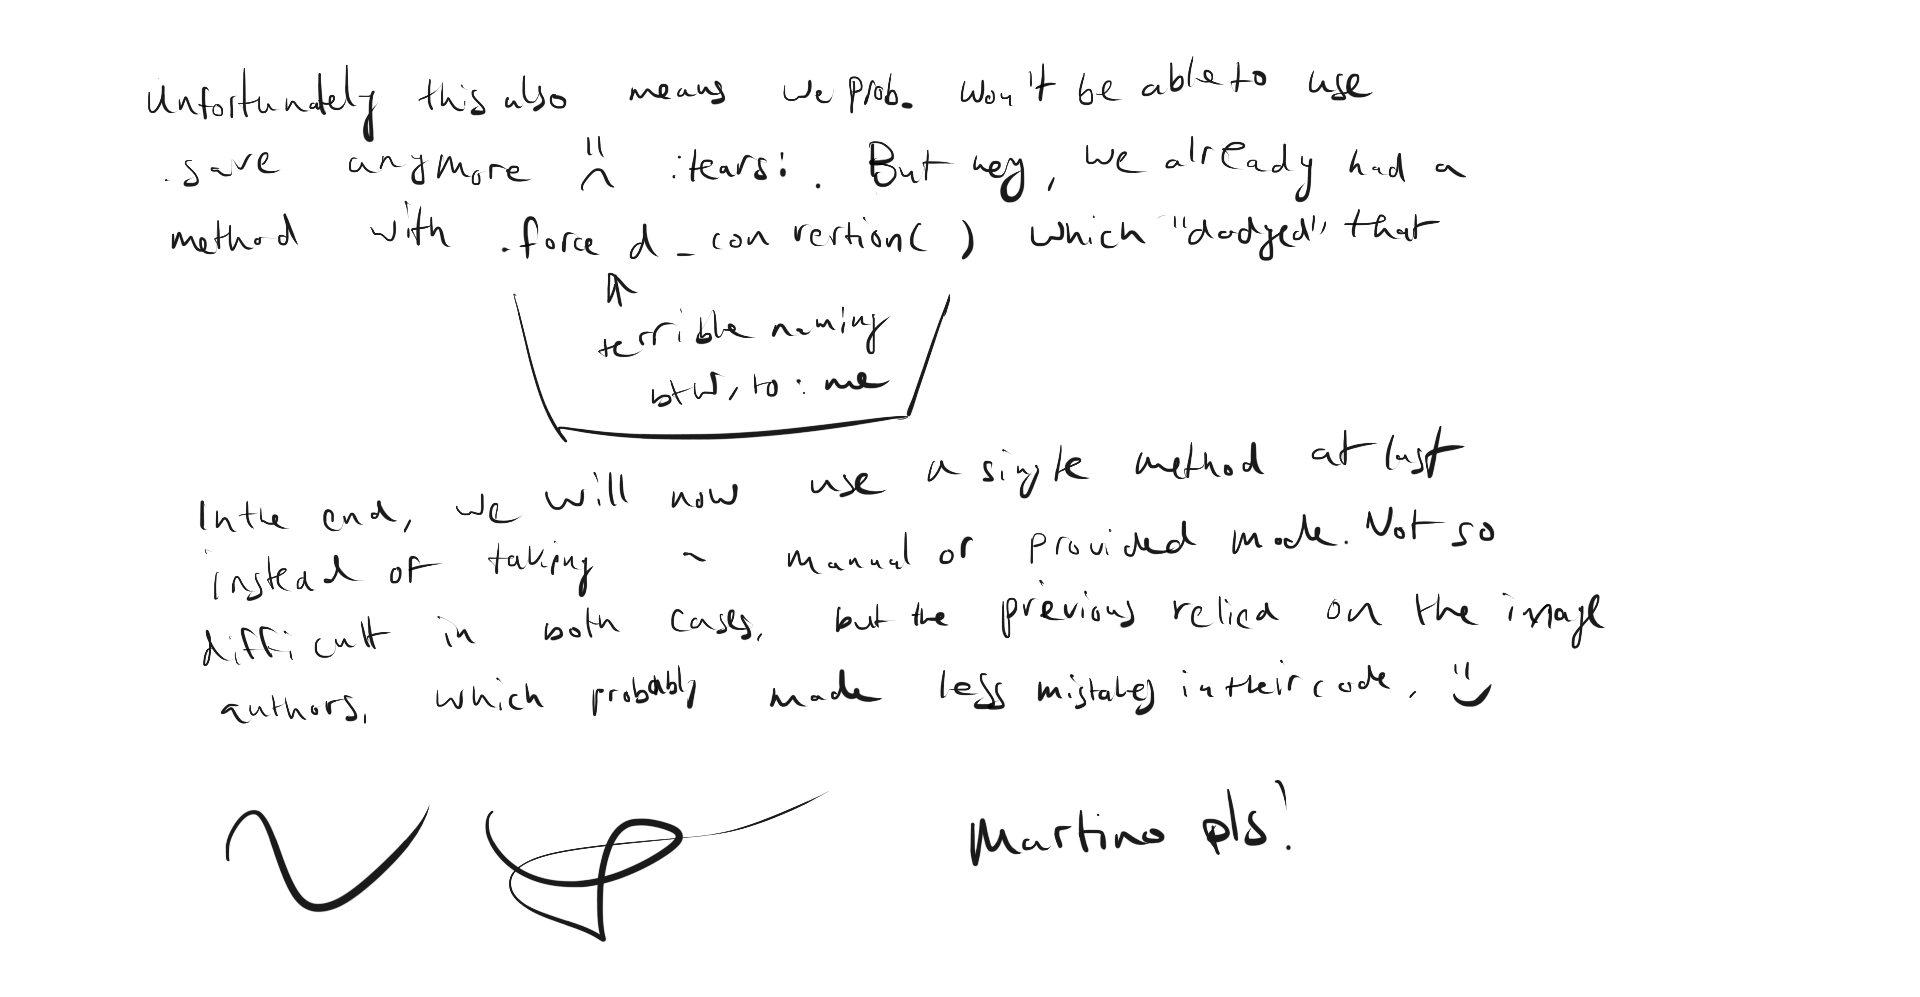 Unfortunately this also means we prob. won't be able to use
.save anymore :tears: . But hey, we already had a
method with .forced_convertion() which "dodged" that
terrible naming
btw, to: me
In the end, we will now use a single method at last
instead of taking a manual or provided mode. Not so
difficult in both cases, but the previous relied on the image
authors, which probably made less mistakes in their code.
Martino pls!